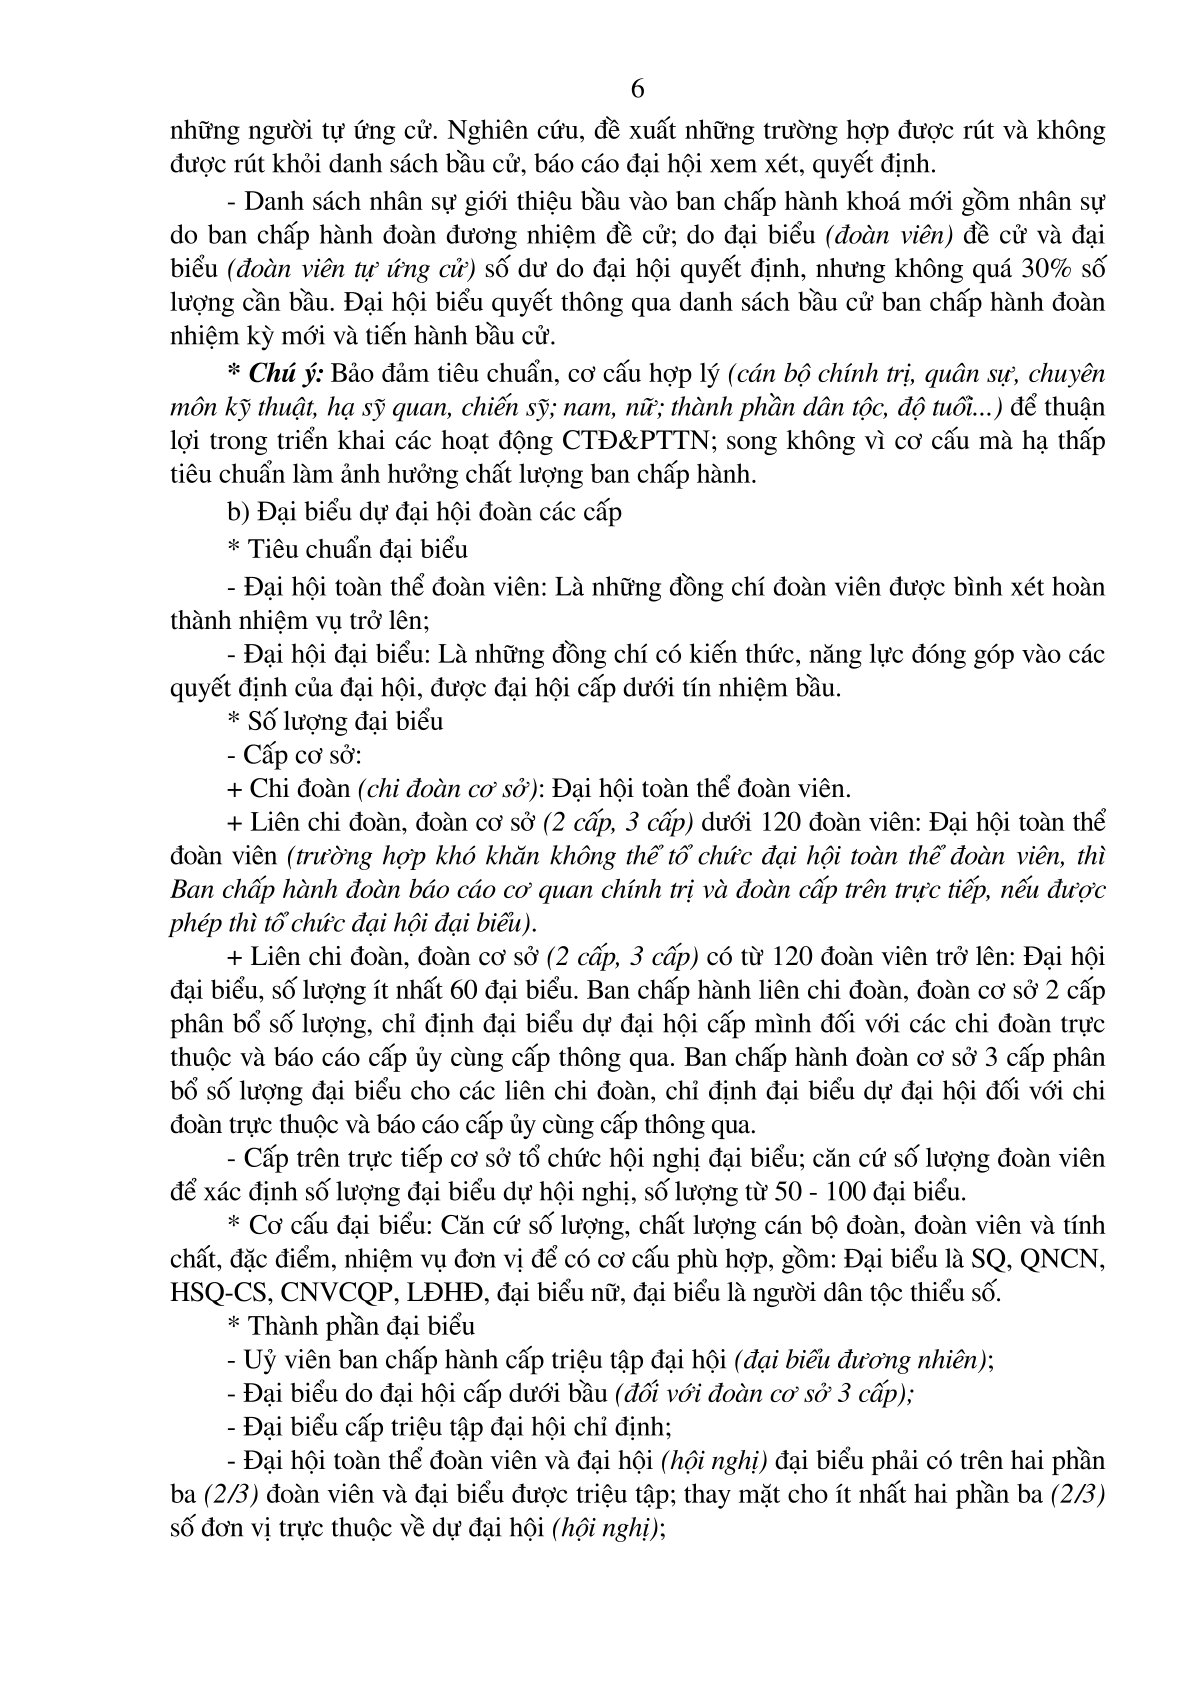 6
những người tự ứng cử. Nghiên cứu, đề xuất những trường hợp được rút và không
được rút khỏi danh sách bầu cử, báo cáo đại hội xem xét, quyết định.
- Danh sách nhân sự giới thiệu bầu vào ban chấp hành khoá mới gồm nhân sự
do ban chấp hành đoàn đương nhiệm đề cử; do đại biểu (đoàn viên) đề cử và đại
biểu (đoàn viên tự ứng cử) số dư do đại hội quyết định, nhưng không quá 30% số
lượng cần bầu. Đại hội biểu quyết thông qua danh sách bầu cử ban chấp hành đoàn
nhiệm kỳ mới và tiến hành bầu cử.
* Chú ý: Bảo đảm tiêu chuẩn, cơ cấu hợp lý (cán bộ chính trị, quân sự, chuyên
môn kỹ thuật, hạ sỹ quan, chiến sỹ; nam, nữ; thành phần dân tộc, độ tuổi...) để thuận
lợi trong triển khai các hoạt động CTĐ&PTTN; song không vì cơ cấu mà hạ thấp
tiêu chuẩn làm ảnh hưởng chất lượng ban chấp hành.
b) Đại biểu dự đại hội đoàn các cấp
* Tiêu chuẩn đại biểu
- Đại hội toàn thể đoàn viên: Là những đồng chí đoàn viên được bình xét hoàn
thành nhiệm vụ trở lên;
- Đại hội đại biểu: Là những đồng chí có kiến thức, năng lực đóng góp vào các
quyết định của đại hội, được đại hội cấp dưới tín nhiệm bầu.
* Số lượng đại biểu
- Cấp cơ sở:
+ Chi đoàn (chi đoàn cơ sở): Đại hội toàn thể đoàn viên.
+ Liên chi đoàn, đoàn cơ sở (2 cấp, 3 cấp) dưới 120 đoàn viên: Đại hội toàn thể
đoàn viên (trường hợp khó khăn không thể tổ chức đại hội toàn thể đoàn viên, thì
Ban chấp hành đoàn báo cáo cơ quan chính trị và đoàn cấp trên trực tiếp, nếu được
phép thì tổ chức đại hội đại biểu).
+ Liên chi đoàn, đoàn cơ sở (2 cấp, 3 cấp) có từ 120 đoàn viên trở lên: Đại hội
đại biểu, số lượng ít nhất 60 đại biểu. Ban chấp hành liên chi đoàn, đoàn cơ sở 2 cấp
phân bổ số lượng, chỉ định đại biểu dự đại hội cấp mình đối với các chi đoàn trực
thuộc và báo cáo cấp ủy cùng cấp thông qua. Ban chấp hành đoàn cơ sở 3 cấp phân
bổ số lượng đại biểu cho các liên chi đoàn, chỉ định đại biểu dự đại hội đối với chi
đoàn trực thuộc và báo cáo cấp ủy cùng cấp thông qua.
- Cấp trên trực tiếp cơ sở tổ chức hội nghị đại biểu; căn cứ số lượng đoàn viên
để xác định số lượng đại biểu dự hội nghị, số lượng từ 50 - 100 đại biểu.
* Cơ cấu đại biểu: Căn cứ số lượng, chất lượng cán bộ đoàn, đoàn viên và tính
chất, đặc điểm, nhiệm vụ đơn vị để có cơ cấu phù hợp, gồm: Đại biểu là SQ, QNCN,
HSQ-CS, CNVCQP, LĐHĐ, đại biểu nữ, đại biểu là người dân tộc thiểu số.
* Thành phần đại biểu
- Uỷ viên ban chấp hành cấp triệu tập đại hội (đại biểu đương nhiên);
- Đại biểu do đại hội cấp dưới bầu (đối với đoàn cơ sở 3 cấp);
- Đại biểu cấp triệu tập đại hội chỉ định;
- Đại hội toàn thể đoàn viên và đại hội (hội nghị) đại biểu phải có trên hai phần
ba (2/3) đoàn viên và đại biểu được triệu tập; thay mặt cho ít nhất hai phần ba (2/3)
số đơn vị trực thuộc về dự đại hội (hội nghị);